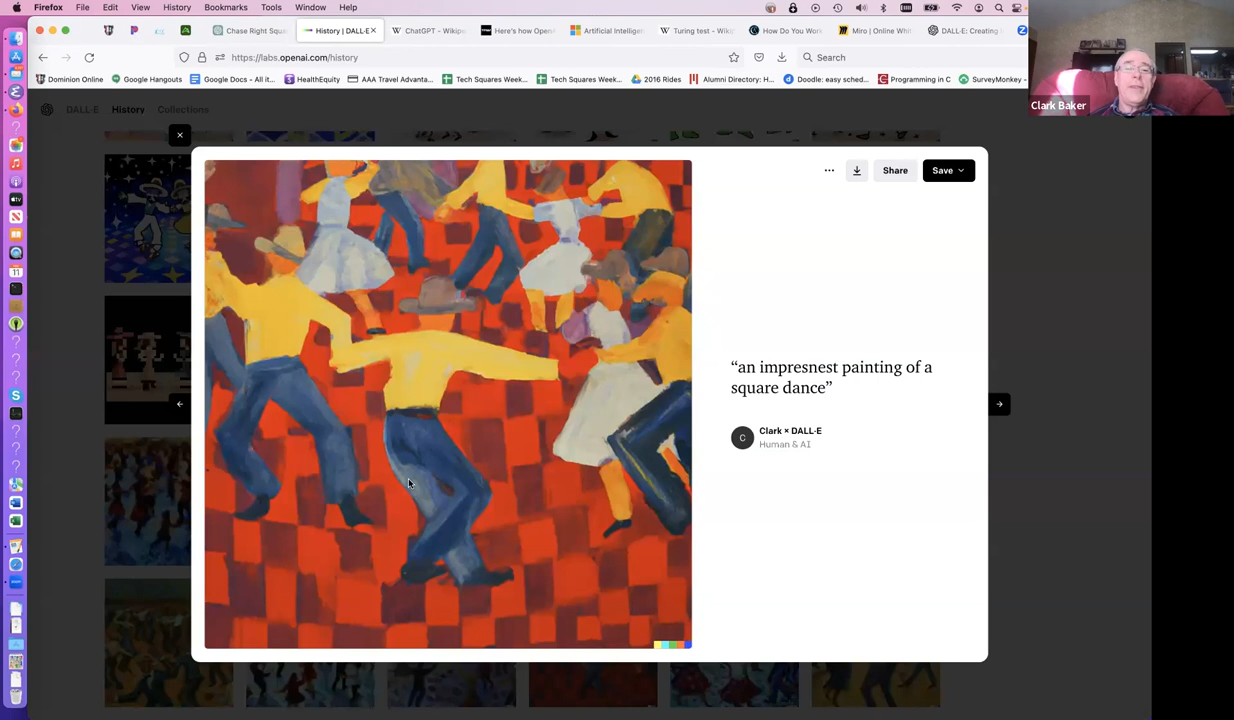 Firefox File Edit View History Bookmarks Tools Window Help
Chase Right Squa ChatGPT – Wikipe Here's how OpenA Artificial Intelligen Turing test – Wiki How Do You Work Miro | Online Whit DALL·E: Creating I
History | DALL·E
https://labs.openai.com/history Search
Dominion Online Google Hangouts Google Docs - All it... HealthEquity AAA Travel Advanta... Tech Squares Week... Tech Squares Week... 2016 Rides Alumni Directory: H... Doodle: easy sched... Programming in C SurveyMonkey -
Clark Baker
DALL·E History Collections
Share Save
“an impresnest painting of a
square dance”
C Clark × DALL·E
Human & AI